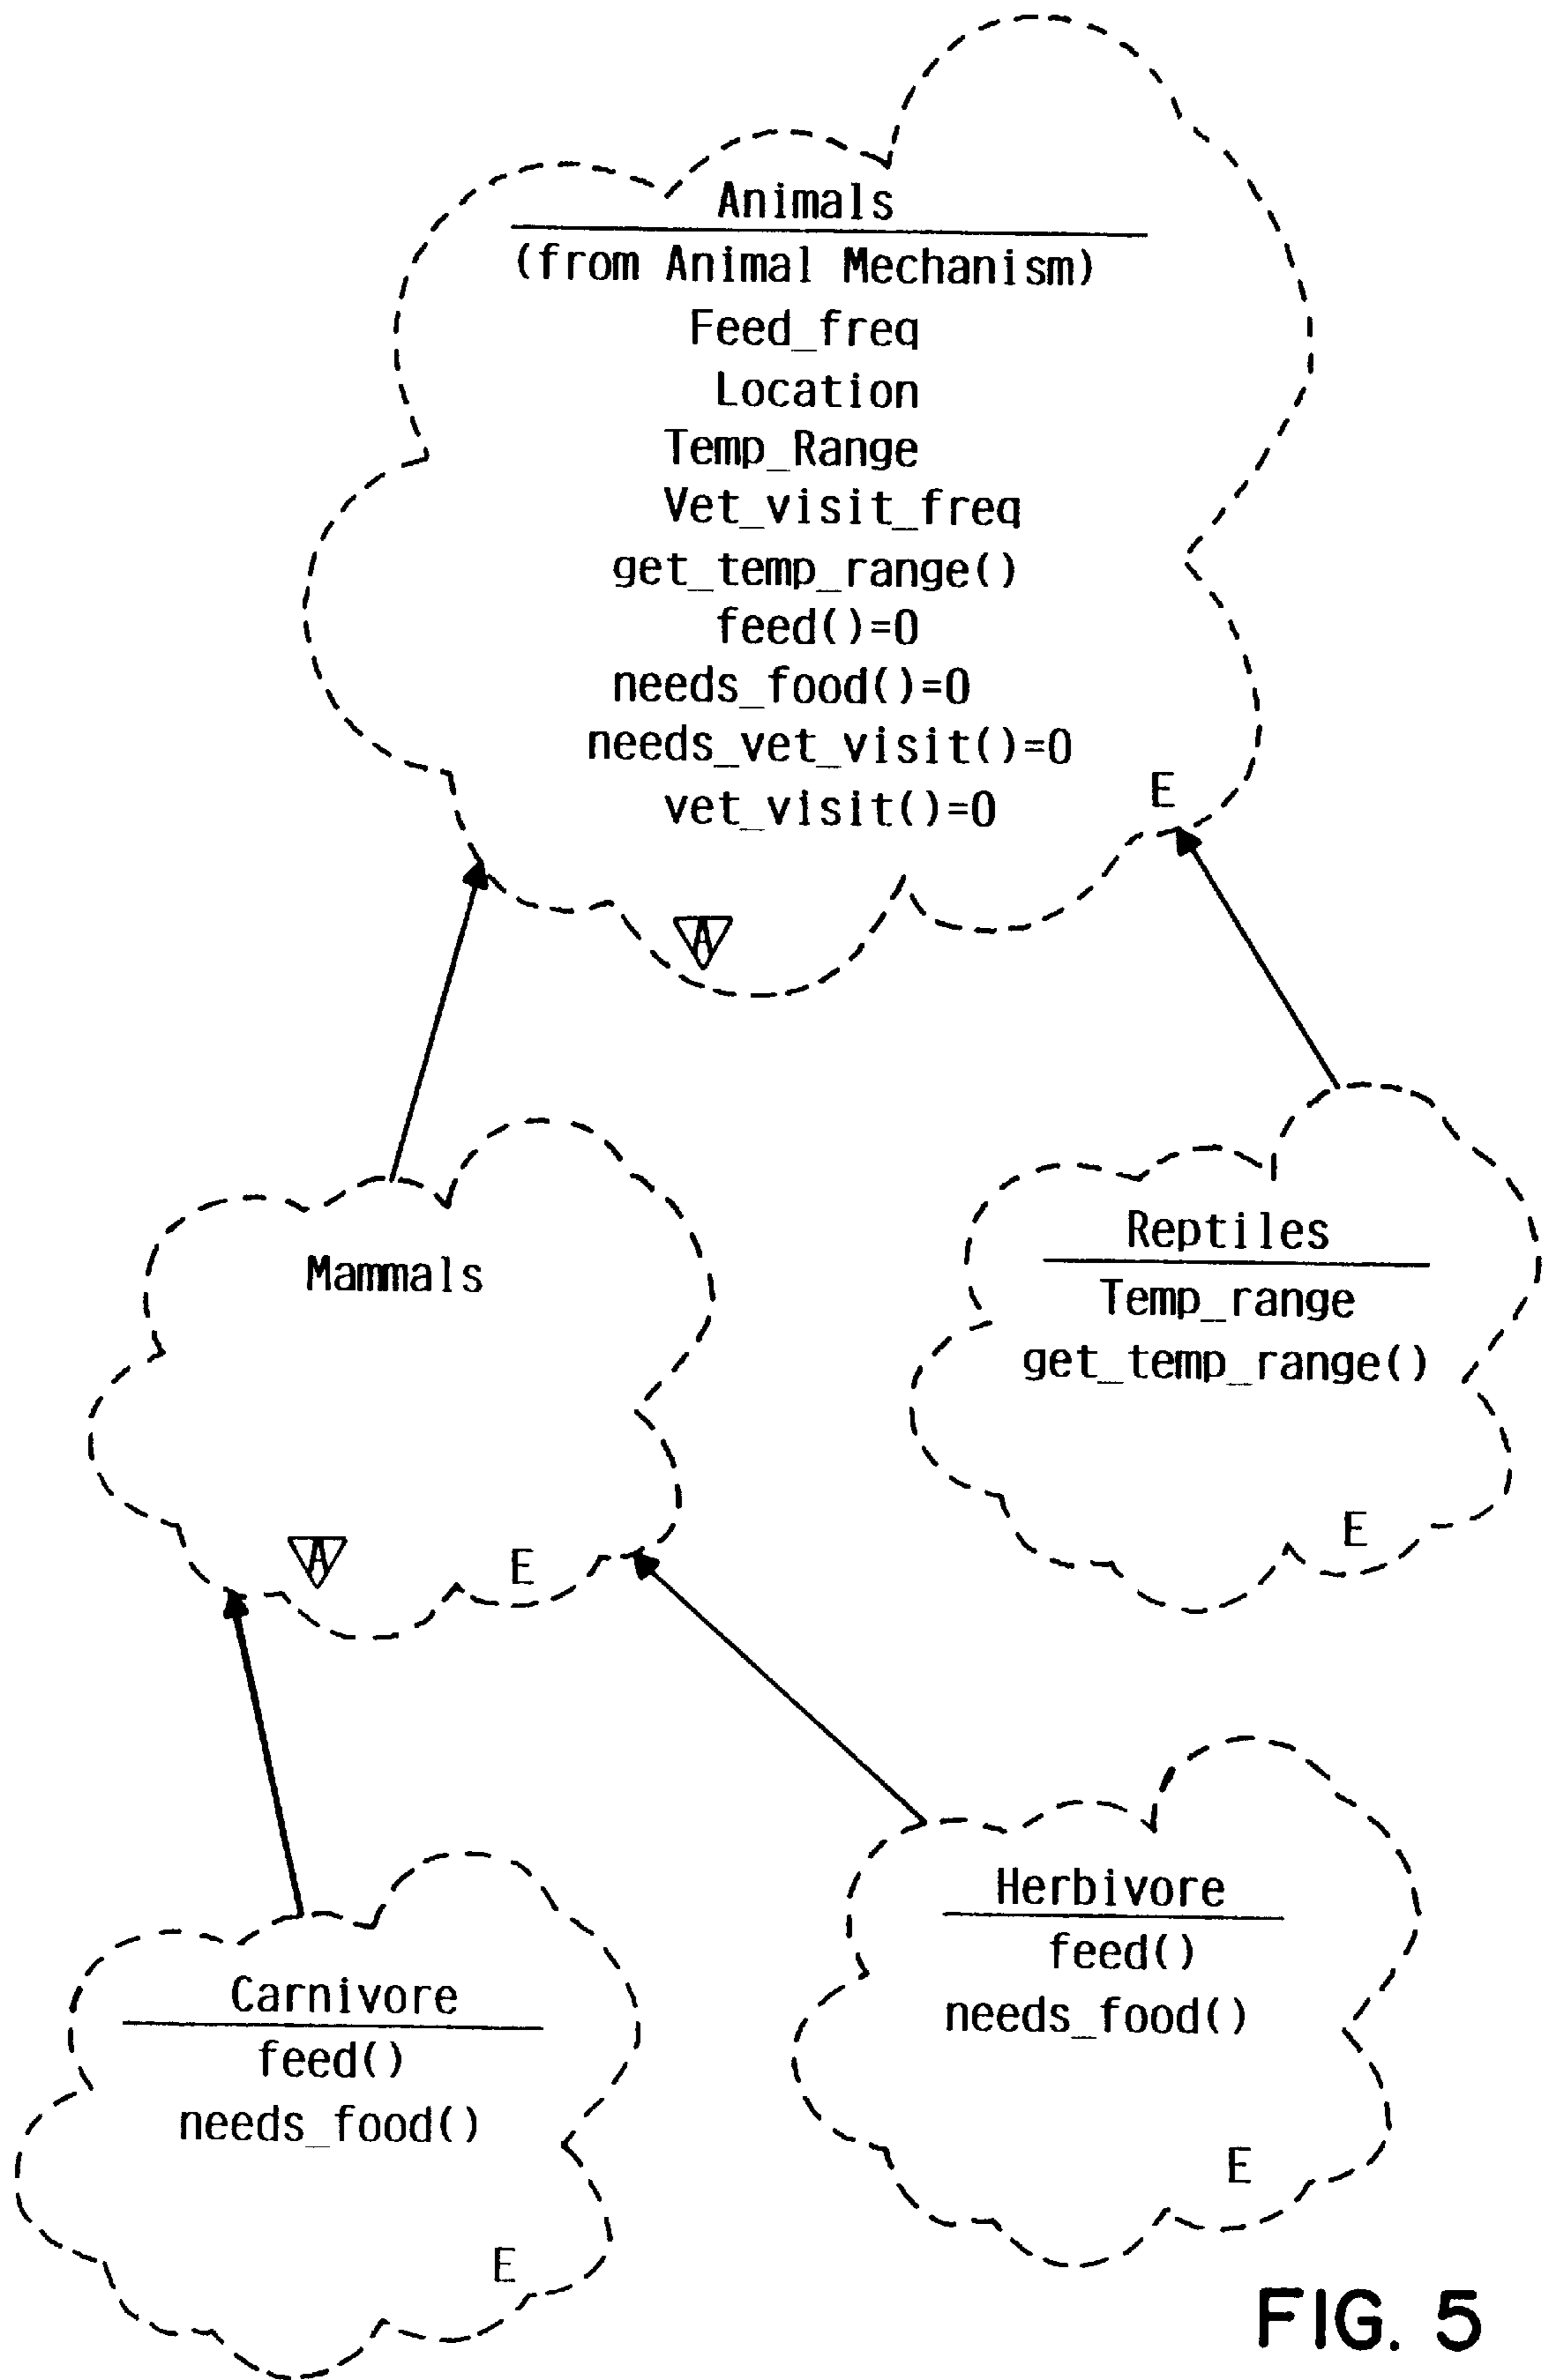 Animals
(from Animal Mechanism)
Feed_freq
Location
Temp_Range
Vet_visit_freq
get_temp_range()
feed()=0
needs_food()=0
needs_vet_visit()=0
vet_visit()=0
E
A
Mammals
A
E
Reptiles
Temp_range
get_temp_range()
E
Carnivore
feed()
needs_food()
E
Herbivore
feed()
needs_food()
E
FIG. 5